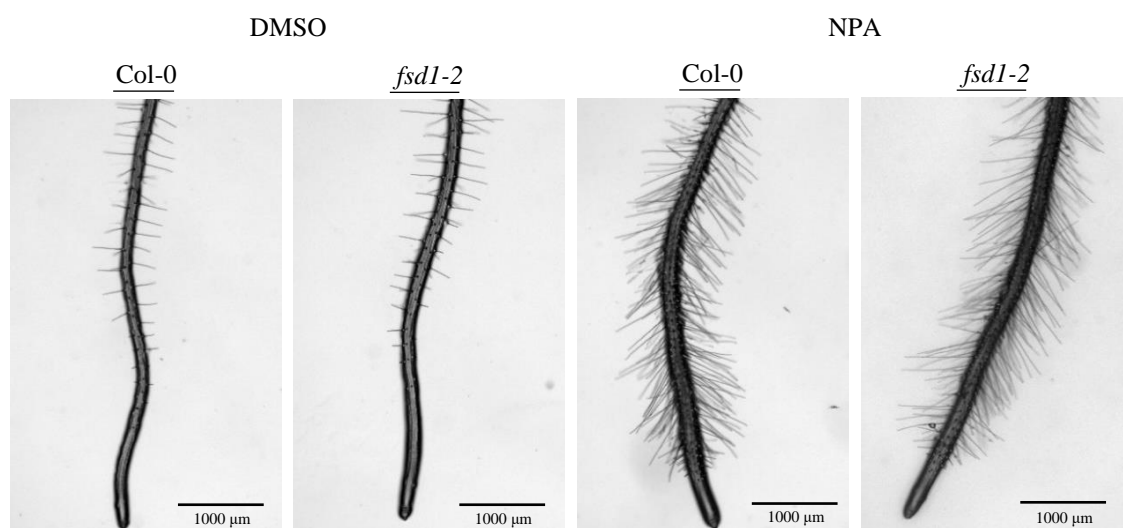 DMSO NPA
Col-0 fsd1-2 Col-0 fsd1-2
1000 μm 1000 μm 1000 μm 1000 μm